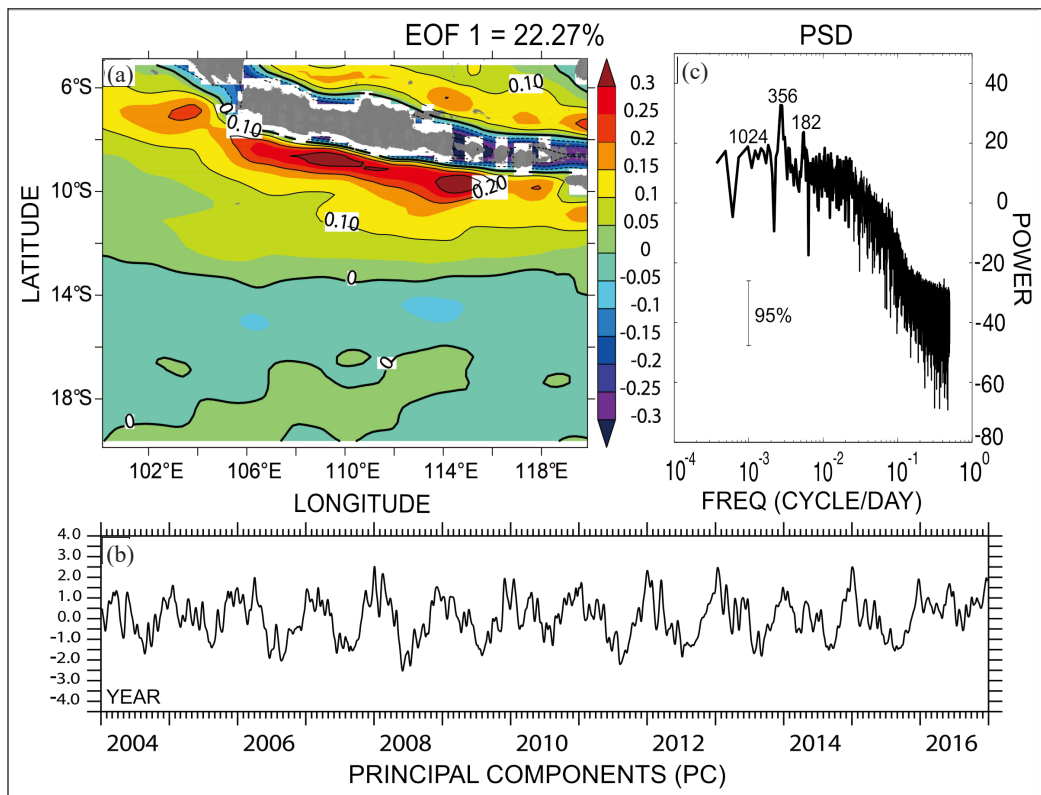 EOF 1 = 22.27%
PSD
(a)
(c)
6°S
10°S
14°S
18°S
LATITUDE
0
0.10
0.10
0.20
0.10
0
0
0
0.3
0.25
0.2
0.15
0.1
0.05
0
-0.05
-0.1
-0.15
-0.2
-0.25
-0.3
102°E 106°E 110°E 114°E 118°E
LONGITUDE
356
1024
182
95%
40
20
0
-20
-40
-60
-80
POWER
10-4 10-3 10-2 10-1 100
FREQ (CYCLE/DAY)
(b)
4.0
3.0
2.0
1.0
0.0
-1.0
-2.0
-3.0
-4.0
YEAR
2004 2006 2008 2010 2012 2014 2016
PRINCIPAL COMPONENTS (PC)